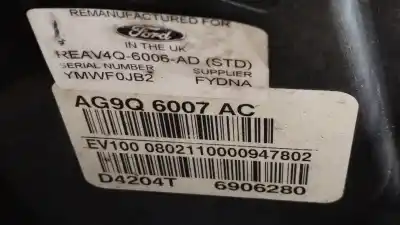 REMANUFACTURED FOR
Ford
IN THE UK
REAV4Q-6006-AD (STD)
SERIAL NUMBER SUPPLIER
YMWF0JB2 FYDNA
AG9Q 6007 AC
EV100 0802110000947802
D4204T 6906280